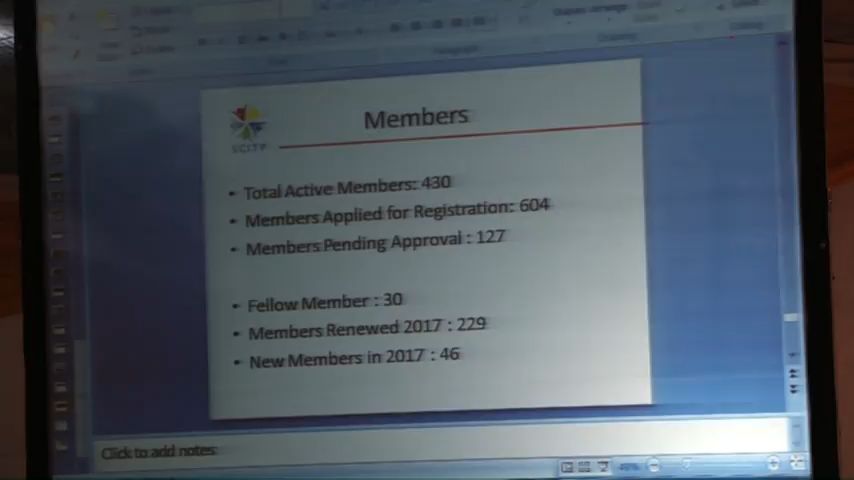 Members
SCITP
• Total Active Members: 430
• Members Applied for Registration: 604
• Members Pending Approval : 127
• Fellow Member : 30
• Members Renewed 2017 : 229
• New Members in 2017 : 46
Click to add notes